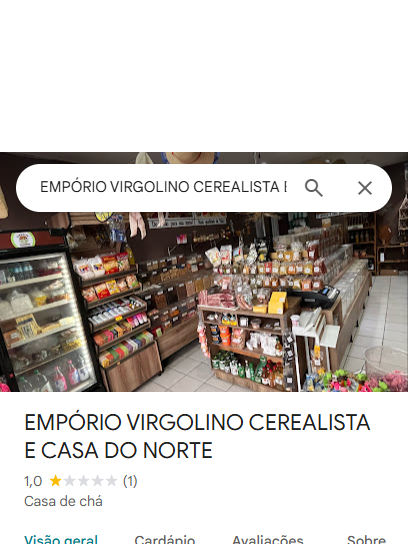 EMPÓRIO VIRGOLINO CEREALISTA E
EMPÓRIO VIRGOLINO CEREALISTA
E CASA DO NORTE
1,0 (1)
Casa de chá
Visão geral Cardápio Avaliações Sobre